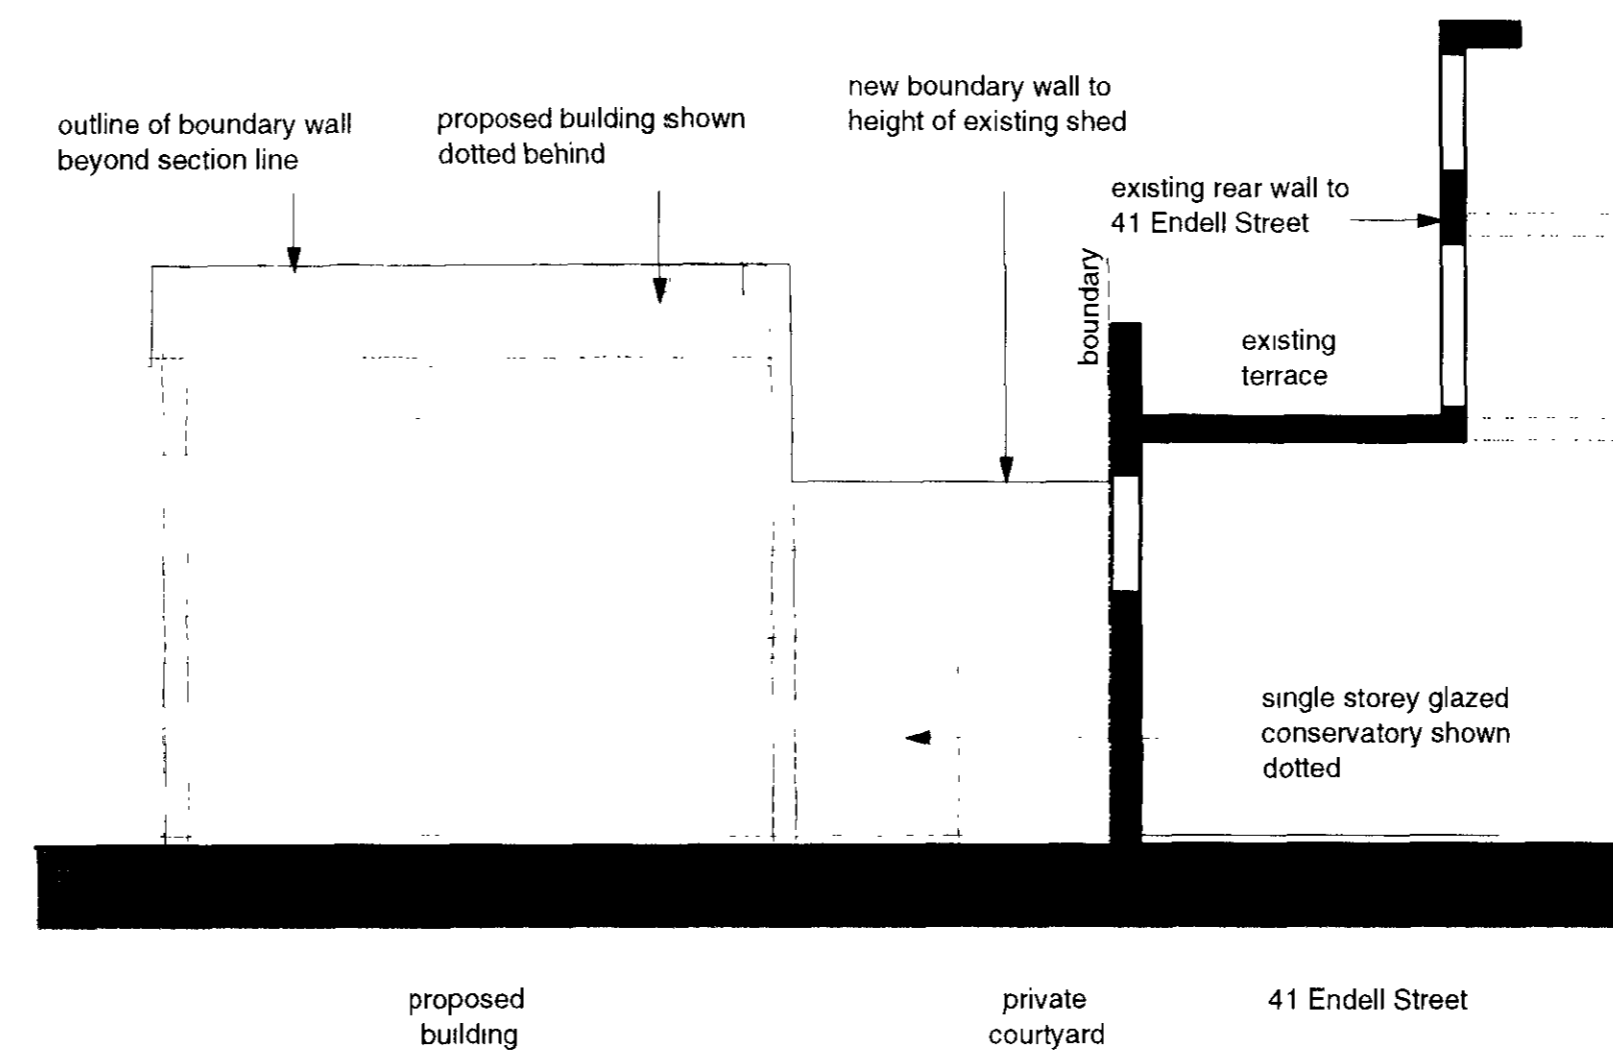 outline of boundary wall
beyond section line
proposed building shown
dotted behind
new boundary wall to
height of existing shed
existing rear wall to
41 Endell Street
boundary
existing
terrace
single storey glazed
conservatory shown
dotted
proposed
building
private
courtyard
41 Endell Street